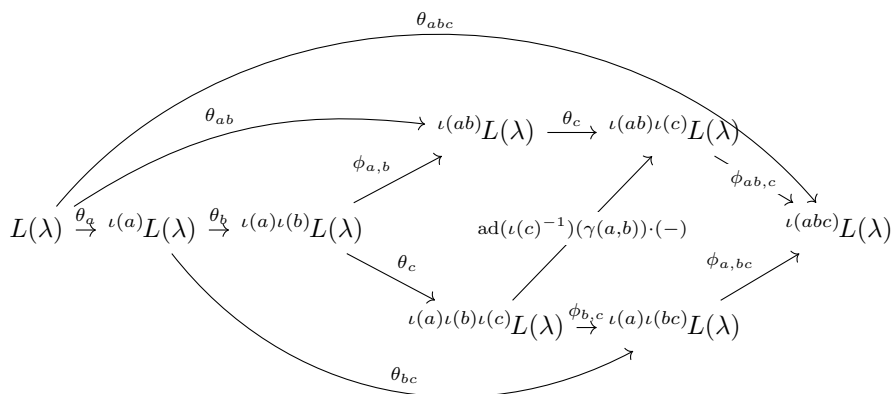 θ_{abc}
θ_{ab}
^{ι(ab)}L(λ) θ_c ^{ι(ab)ι(c)}L(λ)
φ_{a,b} φ_{ab,c}
L(λ) θ_a ^{ι(a)}L(λ) θ_b ^{ι(a)ι(b)}L(λ) ad(ι(c)^{-1})(γ(a,b))·(−) ^{ι(abc)}L(λ)
θ_c φ_{a,bc}
^{ι(a)ι(b)ι(c)}L(λ) φ_{b,c} ^{ι(a)ι(bc)}L(λ)
θ_{bc}